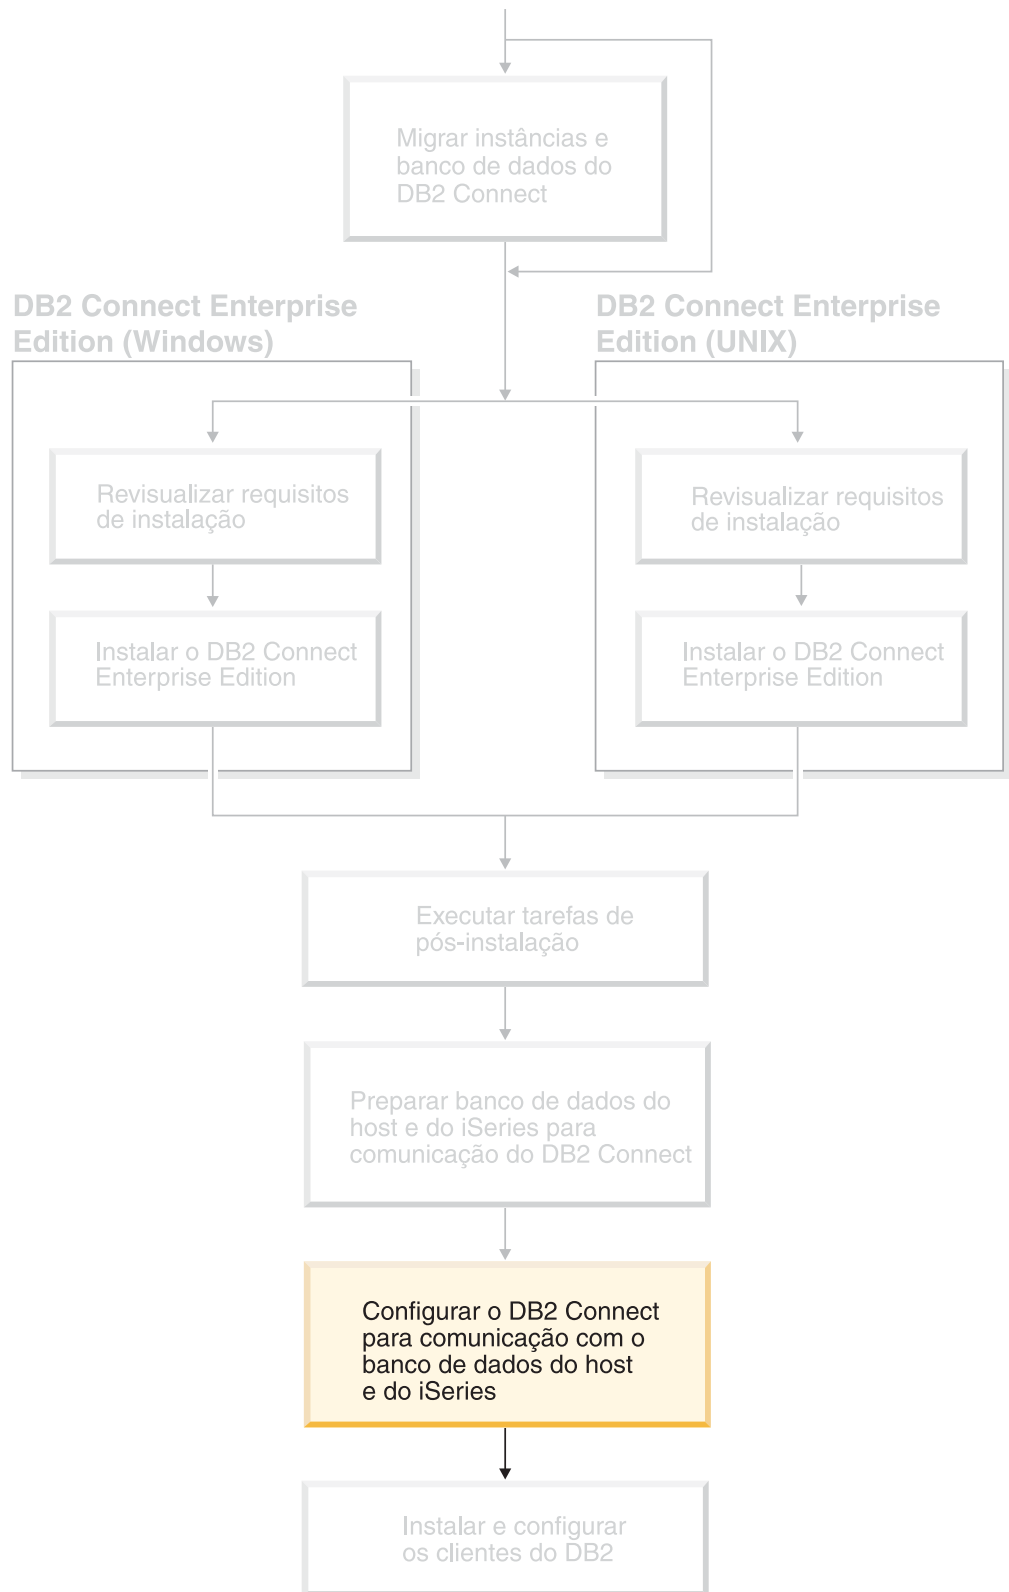 Migrar instâncias e
banco de dados do
DB2 Connect
DB2 Connect Enterprise
Edition (Windows)
Revisualizar requisitos
de instalação
Instalar o DB2 Connect
Enterprise Edition
DB2 Connect Enterprise
Edition (UNIX)
Revisualizar requisitos
de instalação
Instalar o DB2 Connect
Enterprise Edition
Executar tarefas de
pós-instalação
Preparar banco de dados do
host e do iSeries para
comunicação do DB2 Connect
Configurar o DB2 Connect
para comunicação com o
banco de dados do host
e do iSeries
Instalar e configurar
os clientes do DB2